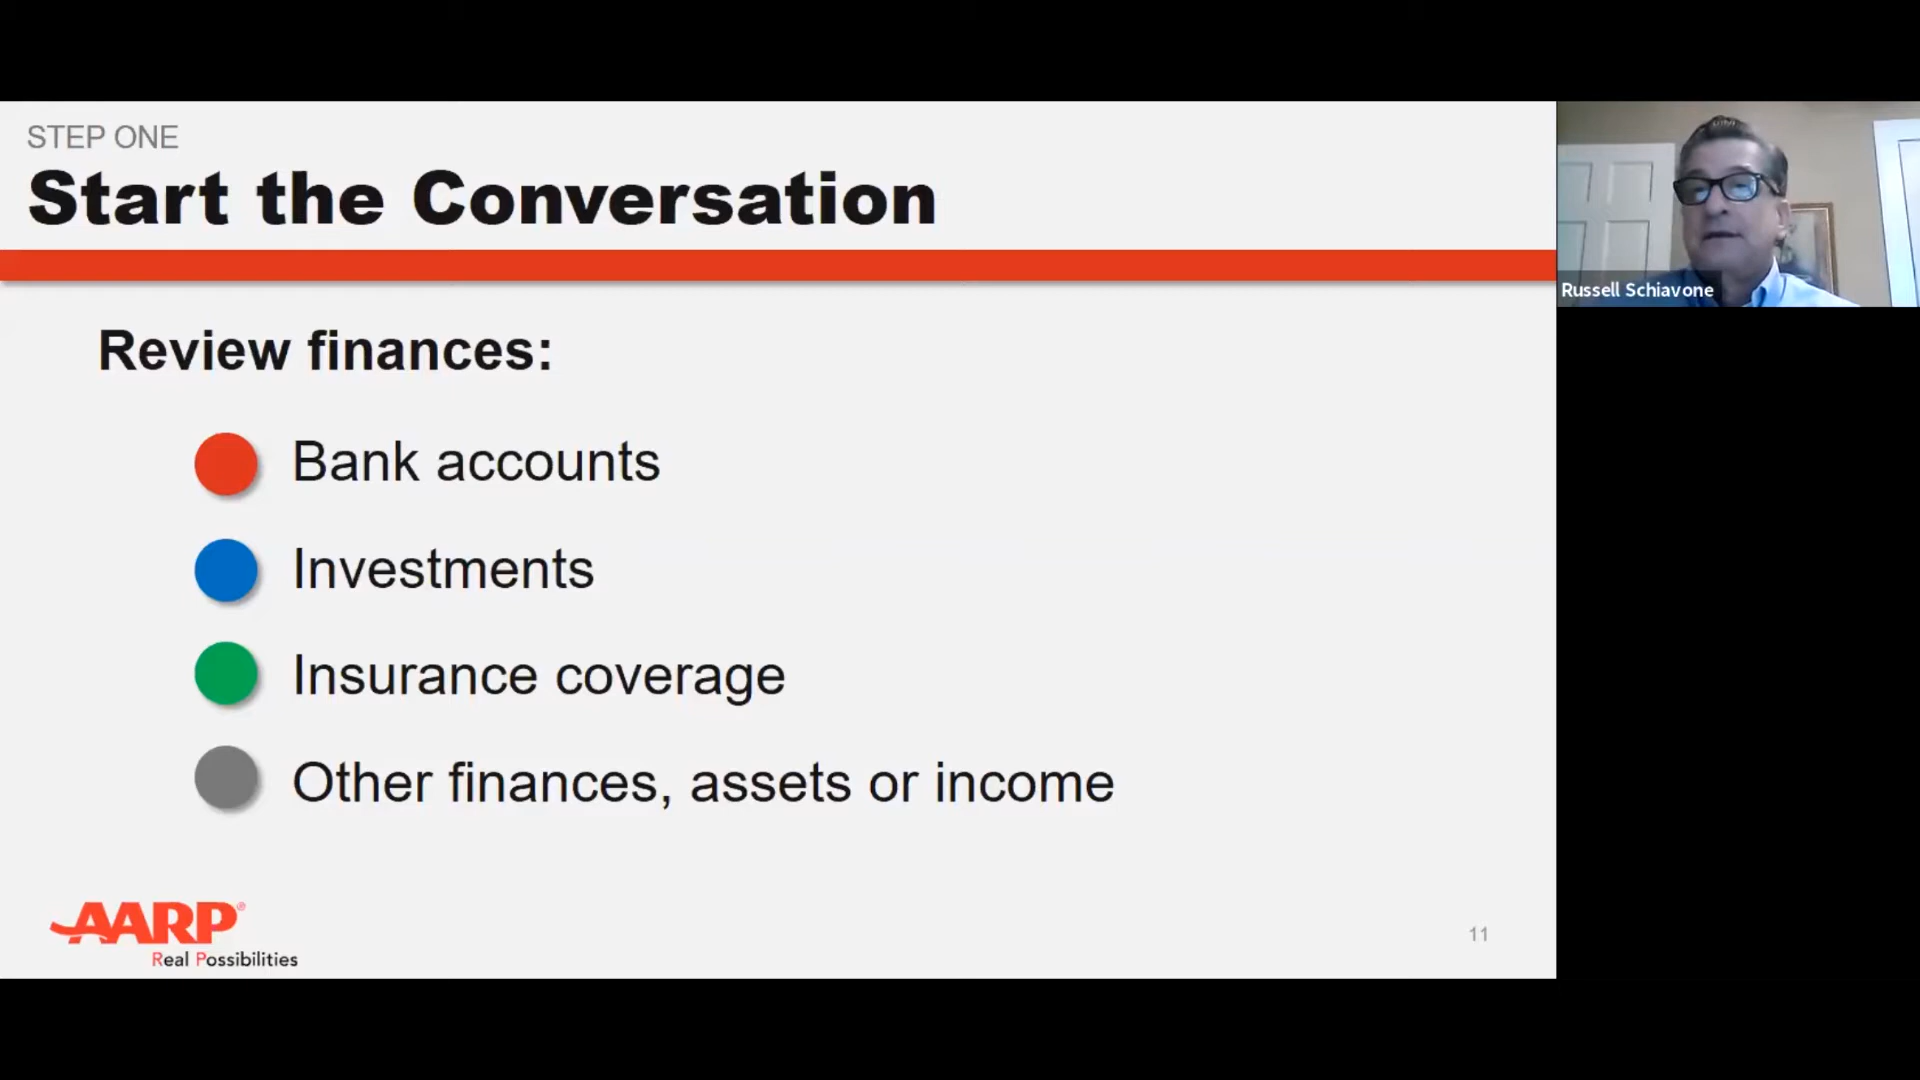 STEP ONE
Start the Conversation
Russell Schiavone
Review finances:
Bank accounts
Investments
Insurance coverage
Other finances, assets or income
AARP®
Real Possibilities
11